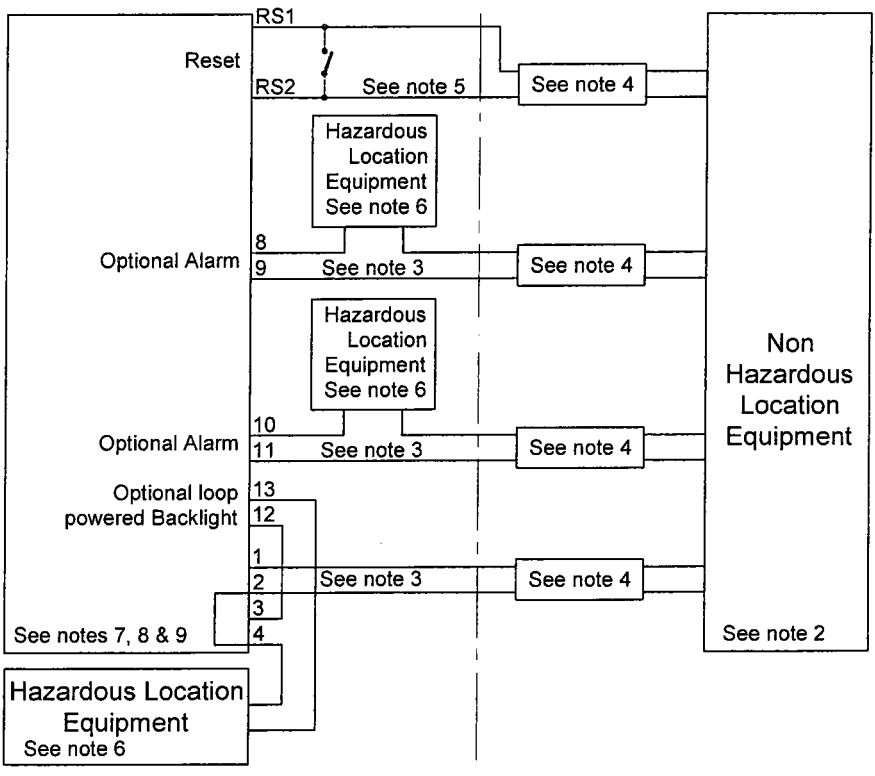 RS1
Reset
RS2
See note 5
See note 4
Hazardous
Location
Equipment
See note 6
8
Optional Alarm
9
See note 3
See note 4
Hazardous
Location
Equipment
See note 6
Non
Hazardous
Location
Equipment
10
Optional Alarm
11
See note 3
See note 4
Optional loop
powered Backlight
13
12
1
2
See note 3
See note 4
3
4
See notes 7, 8 & 9
See note 2
Hazardous Location
Equipment
See note 6